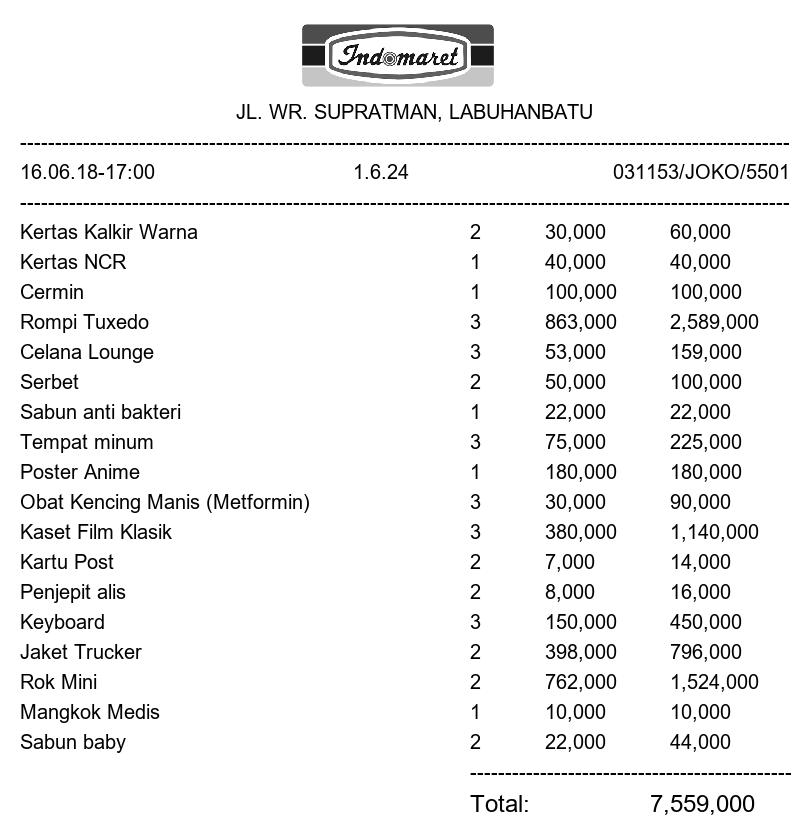 Indomaret
JL. WR. SUPRATMAN, LABUHANBATU
16.06.18-17:00 1.6.24 031153/JOKO/5501
Kertas Kalkir Warna 2 30,000 60,000
Kertas NCR 1 40,000 40,000
Cermin 1 100,000 100,000
Rompi Tuxedo 3 863,000 2,589,000
Celana Lounge 3 53,000 159,000
Serbet 2 50,000 100,000
Sabun anti bakteri 1 22,000 22,000
Tempat minum 3 75,000 225,000
Poster Anime 1 180,000 180,000
Obat Kencing Manis (Metformin) 3 30,000 90,000
Kaset Film Klasik 3 380,000 1,140,000
Kartu Post 2 7,000 14,000
Penjepit alis 2 8,000 16,000
Keyboard 3 150,000 450,000
Jaket Trucker 2 398,000 796,000
Rok Mini 2 762,000 1,524,000
Mangkok Medis 1 10,000 10,000
Sabun baby 2 22,000 44,000
Total: 7,559,000